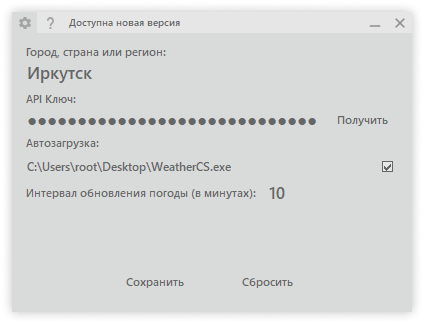 ? Доступна новая версия
Город, страна или регион:
Иркутск
API Ключ:
●●●●●●●●●●●●●●●●●●●●●●●●●●●●● Получить
Автозагрузка:
C:\Users\root\Desktop\WeatherCS.exe
Интервал обновления погоды (в минутах): 10
Сохранить Сбросить